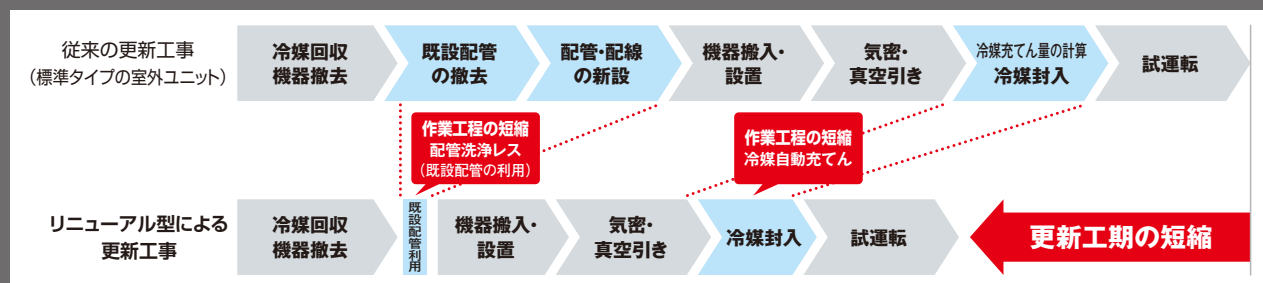 従来の更新工事
（標準タイプの室外ユニット）
冷媒回収
機器撤去
既設配管
の撤去
配管・配線
の新設
機器搬入・
設置
気密・
真空引き
冷媒充てん量の計算
冷媒封入
試運転
作業工程の短縮
配管洗浄レス
（既設配管の利用）
作業工程の短縮
冷媒自動充てん
リニューアル型による
更新工事
冷媒回収
機器撤去
既設配管利用
機器搬入・
設置
気密・
真空引き
冷媒封入
試運転
更新工期の短縮